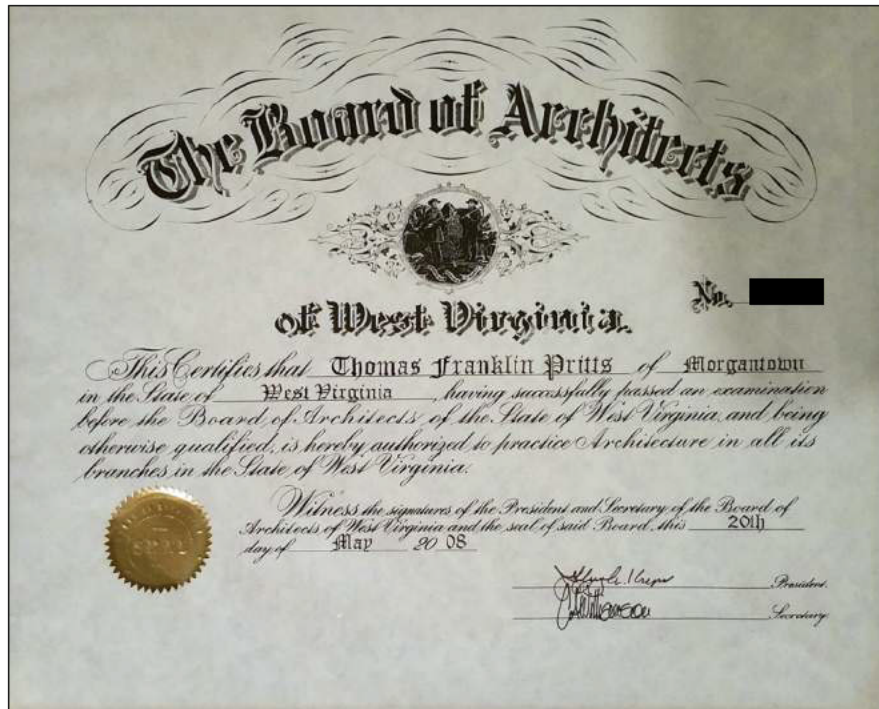 The Board of Architects
of West Virginia.
No.
This Certifies that Thomas Franklin Pritts of Morgantown
in the State of West Virginia, having successfully passed an examination
before the Board of Architects of the State of West Virginia, and being
otherwise qualified, is hereby authorized to practice Architecture in all its
branches in the State of West Virginia.
Witness the signatures of the President and Secretary of the Board of
Architects of West Virginia and the seal of said Board, this 20th
day of May 20 08
President.
Secretary.
SEAL